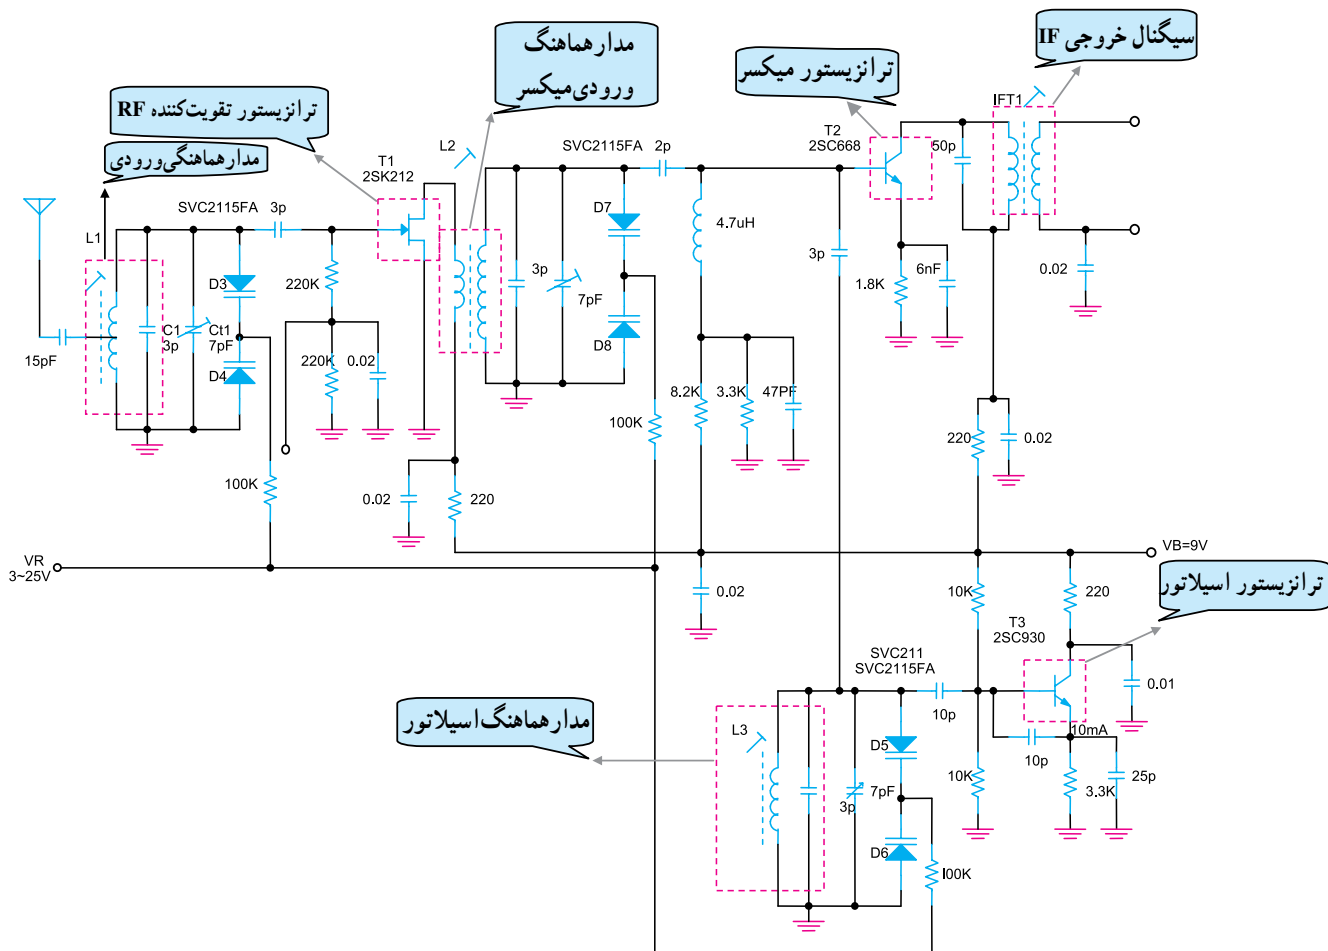 سیگنال خروجی IF
مدار هماهنگ
ورودی میکسر
ترانزیستور میکسر
ترانزیستور تقویت‌کننده RF
مدار هماهنگی ورودی
IFT1
T2
2SC668
50p
L2
T1
2SK212
SVC2115FA
2p
SVC2115FA
3p
L1
D7
4.7uH
3p
6nF
0.02
D3
220K
3p
7pF
1.8K
C1
3p
Ct1
7pF
D8
15pF
D4
220K
0.02
8.2K
3.3K
47PF
100K
220
0.02
100K
0.02
220
VR
3~25V
VB=9V
0.02
10K
220
ترانزیستور اسیلاتور
T3
2SC930
SVC211
SVC2115FA
0.01
مدار هماهنگ اسیلاتور
10p
L3
D5
10mA
10p
10K
25p
3.3K
7pF
3p
D6
I00K